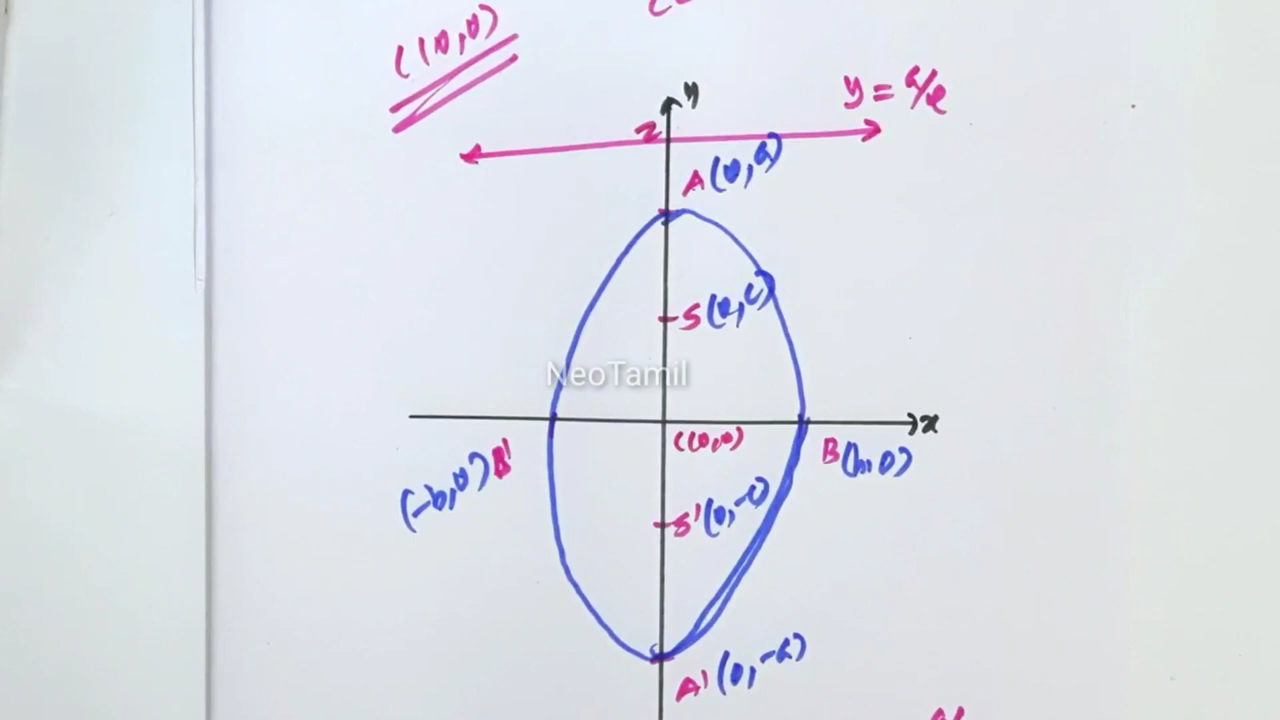 ((0,0)
y
y = a/e
Z
A(0,a)
S(0,c)
NeoTamil
x
((0,0)
(-b,0)B'
B(b,0)
S'(0,-c)
A'(0,-a)